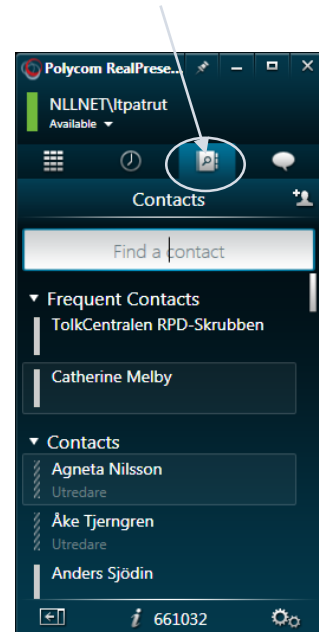 Polycom RealPrese...
NLLNET\ltpatrut
Available
Contacts
Find a contact
Frequent Contacts
TolkCentralen RPD-Skrubben
Catherine Melby
Contacts
Agneta Nilsson
Utredare
Åke Tjerngren
Utredare
Anders Sjödin
i 661032